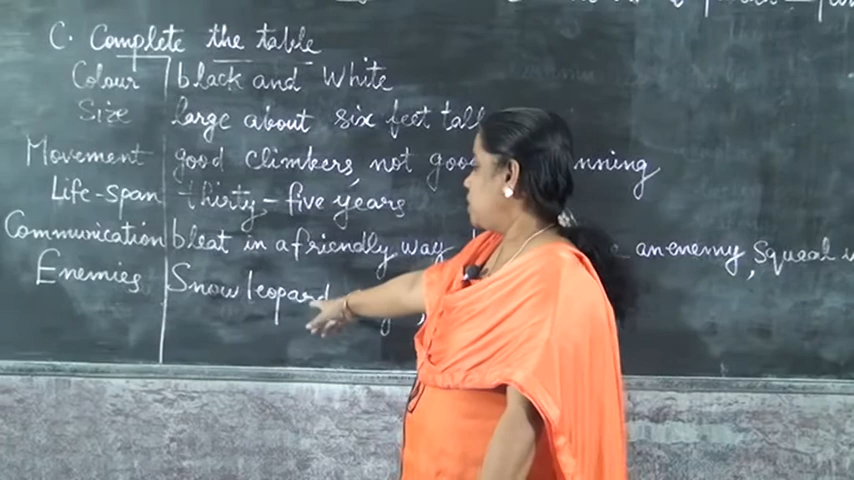 C. Complete the table
Colour black and White
Size large about six feet tall
Movement good climbers, not good
Life-span thirty-five years
Communication bleat in a friendly way an enemy, squeal
Enemies Snow leopard